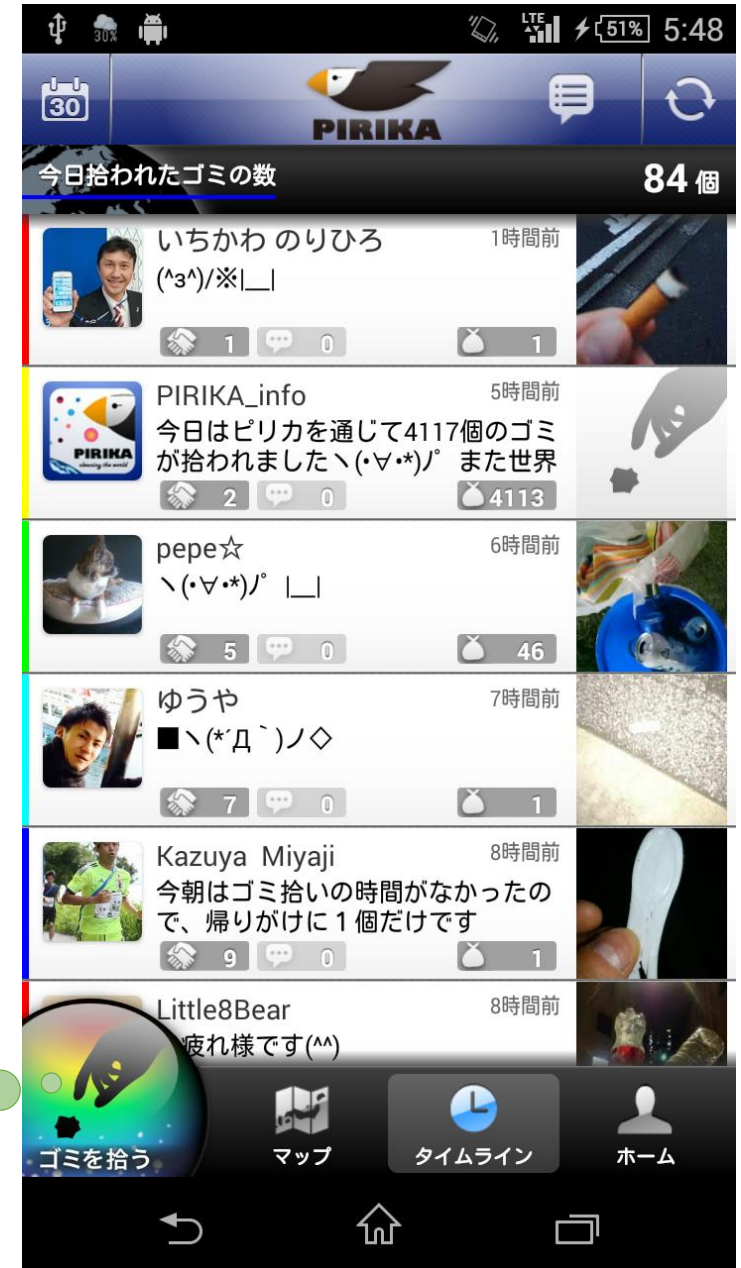 30%
LTE
51%
5:48
30
PIRIKA
今日拾われたゴミの数
84個
いちかわ のりひろ
1時間前
(^з^)/※|__|
1
0
1
PIRIKA_info
5時間前
今日はピリカを通じて4117個のゴミ
が拾われましたヽ(･∀･*)ﾉﾟ また世界
PIRIKA
cleaning the world
2
0
4113
pepe☆
6時間前
ヽ(･∀･*)ﾉﾟ |__|
5
0
46
ゆうや
7時間前
■ヽ(*´Д｀)ノ◇
7
0
1
Kazuya Miyaji
8時間前
今朝はゴミ拾いの時間がなかったの
で、帰りがけに１個だけです
9
0
1
Little8Bear
8時間前
疲れ様です(^^)
ゴミを拾う
マップ
タイムライン
ホーム